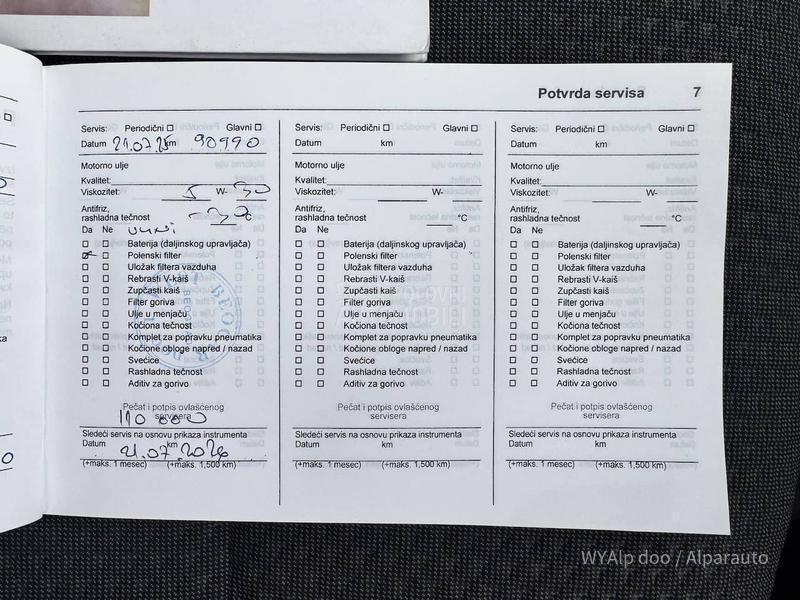 Potvrda servisa 7
Servis: Periodični Glavni
Datum 21.07.25 km 90990
Motorno ulje
Kvalitet:
Viskozitet: 5 W- 30
Antifriz,
rashladna tečnost
Da Ne
Baterija (daljinskog upravljača)
Polenski filter
Uložak filtera vazduha
Rebrasti V-kaiš
Zupčasti kaiš
Filter goriva
Ulje u menjaču
Kočiona tečnost
Komplet za popravku pneumatika
Kočione obloge napred / nazad
Svećice
Rashladna tečnost
Aditiv za gorivo
Pečat i potpis ovlašćenog
servisera
110 000
Sledeći servis na osnovu prikaza instrumenta
Datum km
21.07.2026
(+maks. 1 mesec) (+maks. 1,500 km)
Servis: Periodični Glavni
Datum km
Motorno ulje
Kvalitet:
Viskozitet: W-
Antifriz,
rashladna tečnost °C
Da Ne
Baterija (daljinskog upravljača)
Polenski filter
Uložak filtera vazduha
Rebrasti V-kaiš
Zupčasti kaiš
Filter goriva
Ulje u menjaču
Kočiona tečnost
Komplet za popravku pneumatika
Kočione obloge napred / nazad
Svećice
Rashladna tečnost
Aditiv za gorivo
Pečat i potpis ovlašćenog
servisera
Sledeći servis na osnovu prikaza instrumenta
Datum km
(+maks. 1 mesec) (+maks. 1,500 km)
Servis: Periodični Glavni
Datum km
Motorno ulje
Kvalitet:
Viskozitet: W-
Antifriz,
rashladna tečnost °C
Da Ne
Baterija (daljinskog upravljača)
Polenski filter
Uložak filtera vazduha
Rebrasti V-kaiš
Zupčasti kaiš
Filter goriva
Ulje u menjaču
Kočiona tečnost
Komplet za popravku pneumatika
Kočione obloge napred / nazad
Svećice
Rashladna tečnost
Aditiv za gorivo
Pečat i potpis ovlašćenog
servisera
Sledeći servis na osnovu prikaza instrumenta
Datum km
(+maks. 1 mesec) (+maks. 1,500 km)
WYAlp doo / Alparauto